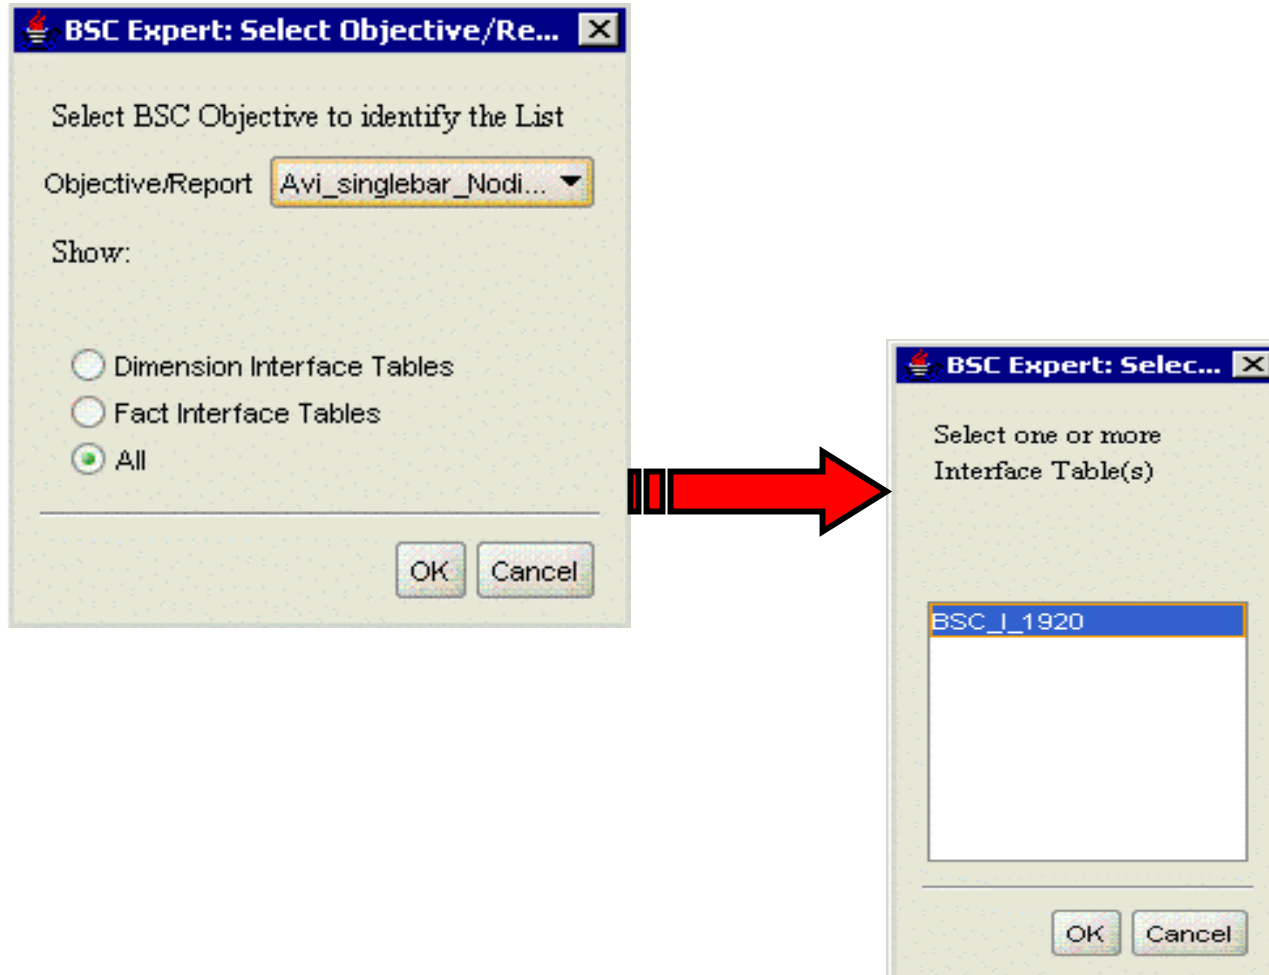 BSC Expert: Select Objective/Re...
Select BSC Objective to identify the List
Objective/Report Avi_singlebar_Nodi...
Show:
Dimension Interface Tables
Fact Interface Tables
All
OK Cancel
BSC Expert: Selec...
Select one or more
Interface Table(s)
BSC_I_1920
OK Cancel